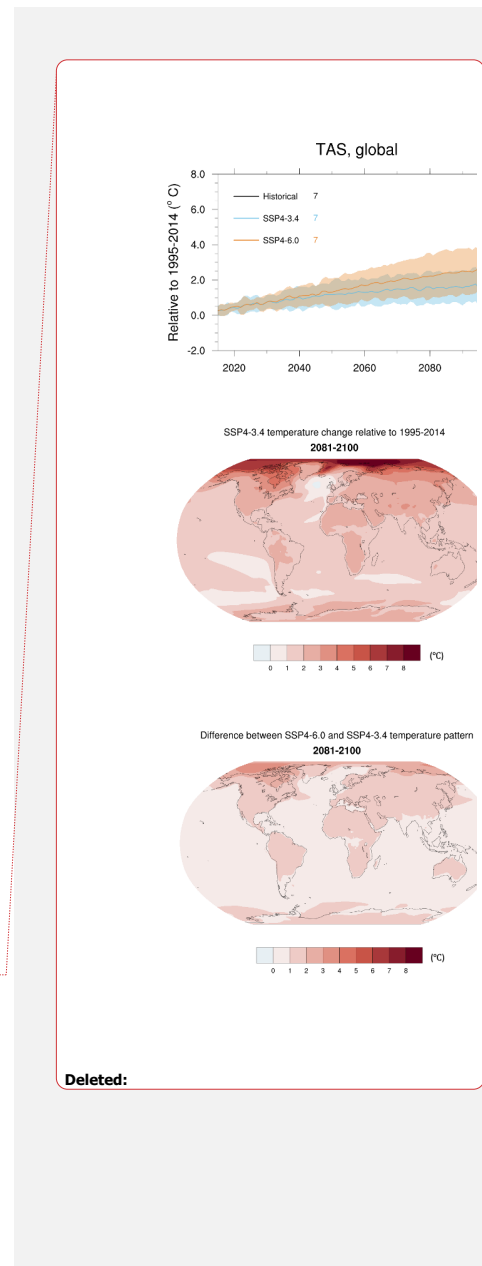 TAS, global
Relative to 1995-2014 (° C)
8.0
6.0
4.0
2.0
0.0
-2.0
Historical 7
SSP4-3.4 7
SSP4-6.0 7
2020 2040 2060 2080
SSP4-3.4 temperature change relative to 1995-2014
2081-2100
0 1 2 3 4 5 6 7 8 (°C)
Difference between SSP4-6.0 and SSP4-3.4 temperature pattern
2081-2100
0 1 2 3 4 5 6 7 8 (°C)
Deleted: